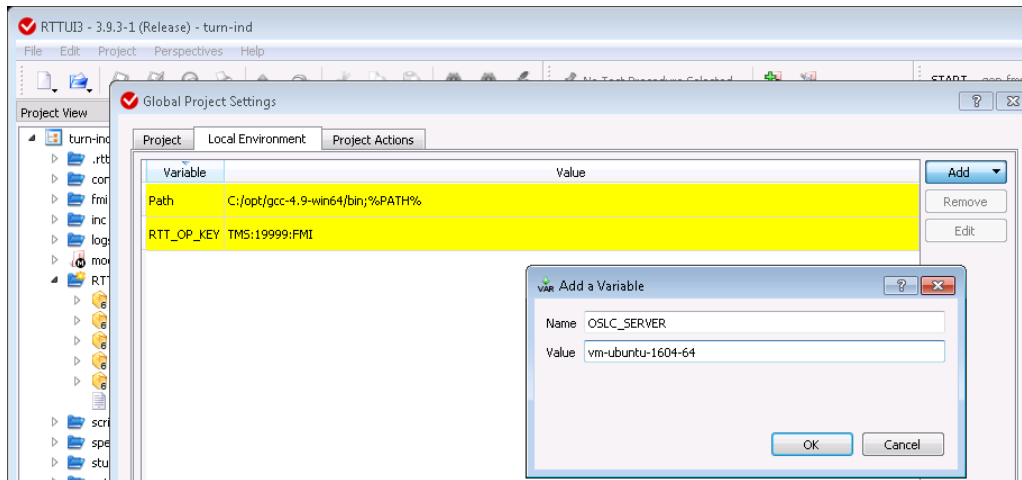 RTTUI3 - 3.9.3-1 (Release) - turn-ind
File Edit Project Perspectives Help
No Test Procedure Selected
START
Project View
Global Project Settings
turn-ind
Project Local Environment Project Actions
Variable Value
Add
Path C:/opt/gcc-4.9-win64/bin;%PATH%
Remove
RTT_OP_KEY TMS:19999:FMI
Edit
.rtt
con
fmi
inc
logs
mo
RT
scri
spe
stu
VAR Add a Variable
Name OSLC_SERVER
Value vm-ubuntu-1604-64
OK Cancel